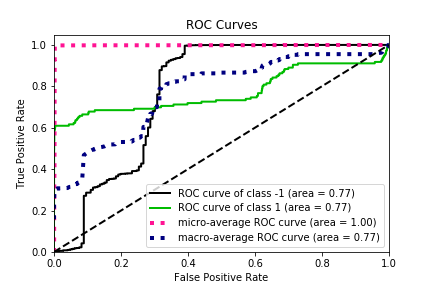 ROC Curves
True Positive Rate
1.0
0.8
0.6
0.4
0.2
0.0
ROC curve of class -1 (area = 0.77)
ROC curve of class 1 (area = 0.77)
micro-average ROC curve (area = 1.00)
macro-average ROC curve (area = 0.77)
0.0 0.2 0.4 0.6 0.8 1.0
False Positive Rate